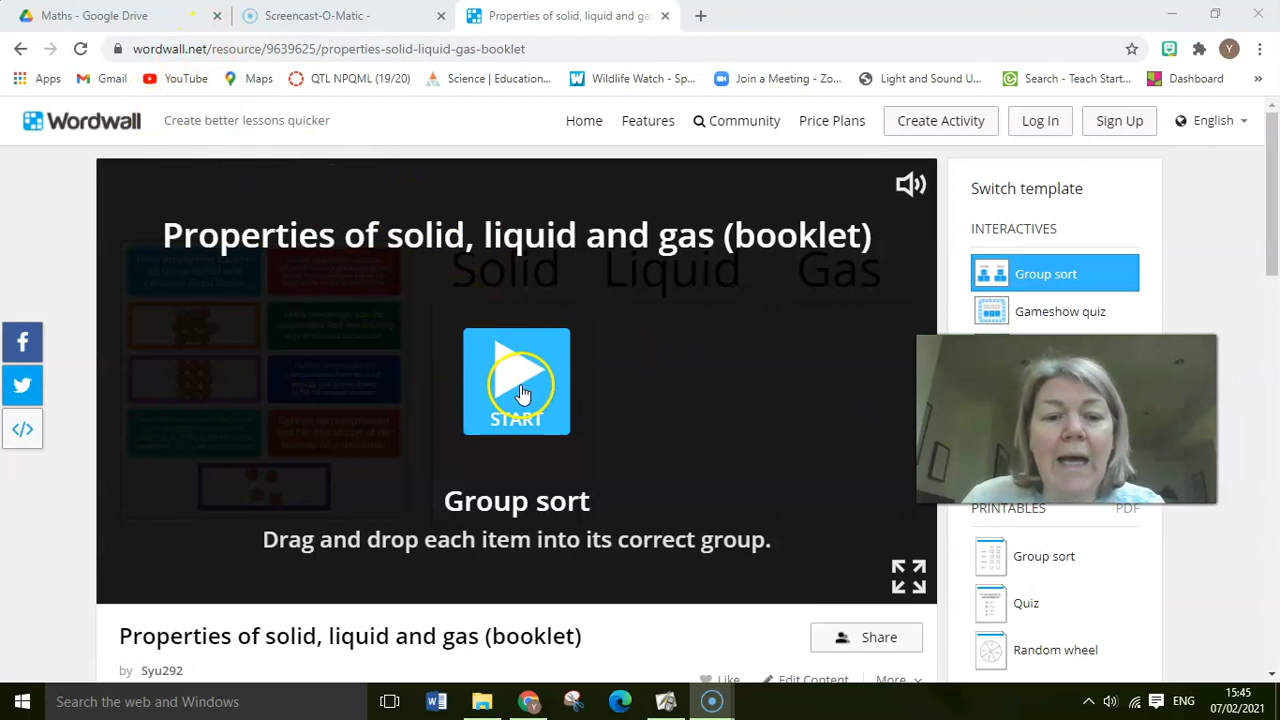 Maths - Google Drive
Screencast-O-Matic -
Properties of solid, liquid and ga
wordwall.net/resource/9639625/properties-solid-liquid-gas-booklet
Y
Apps
Gmail
YouTube
Maps
QTL NPQML (19/20)
Science | Education...
Wildlife Watch - Sp...
Join a Meeting - Zo...
Light and Sound U...
Search - Teach Start...
Dashboard
Wordwall
Create better lessons quicker
Home
Features
Community
Price Plans
Create Activity
Log In
Sign Up
English
Properties of solid, liquid and gas (booklet)
Solid
Liquid
Gas
START
Group sort
Drag and drop each item into its correct group.
Switch template
INTERACTIVES
Group sort
Gameshow quiz
PRINTABLES
PDF
Group sort
Quiz
Random wheel
Properties of solid, liquid and gas (booklet)
Share
by Syu292
Like
Edit Content
More
Search the web and Windows
ENG
15:45
07/02/2021